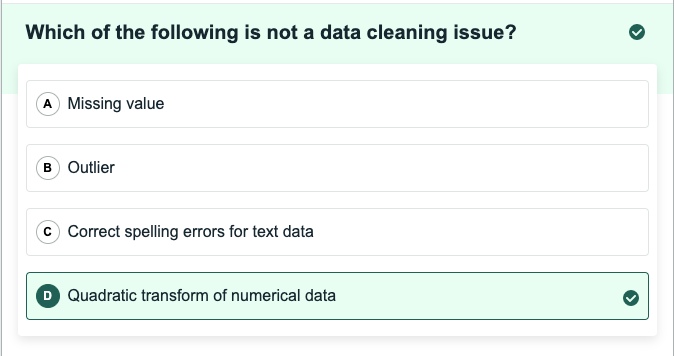 Which of the following is not a data cleaning issue?
A Missing value
B Outlier
C Correct spelling errors for text data
D Quadratic transform of numerical data